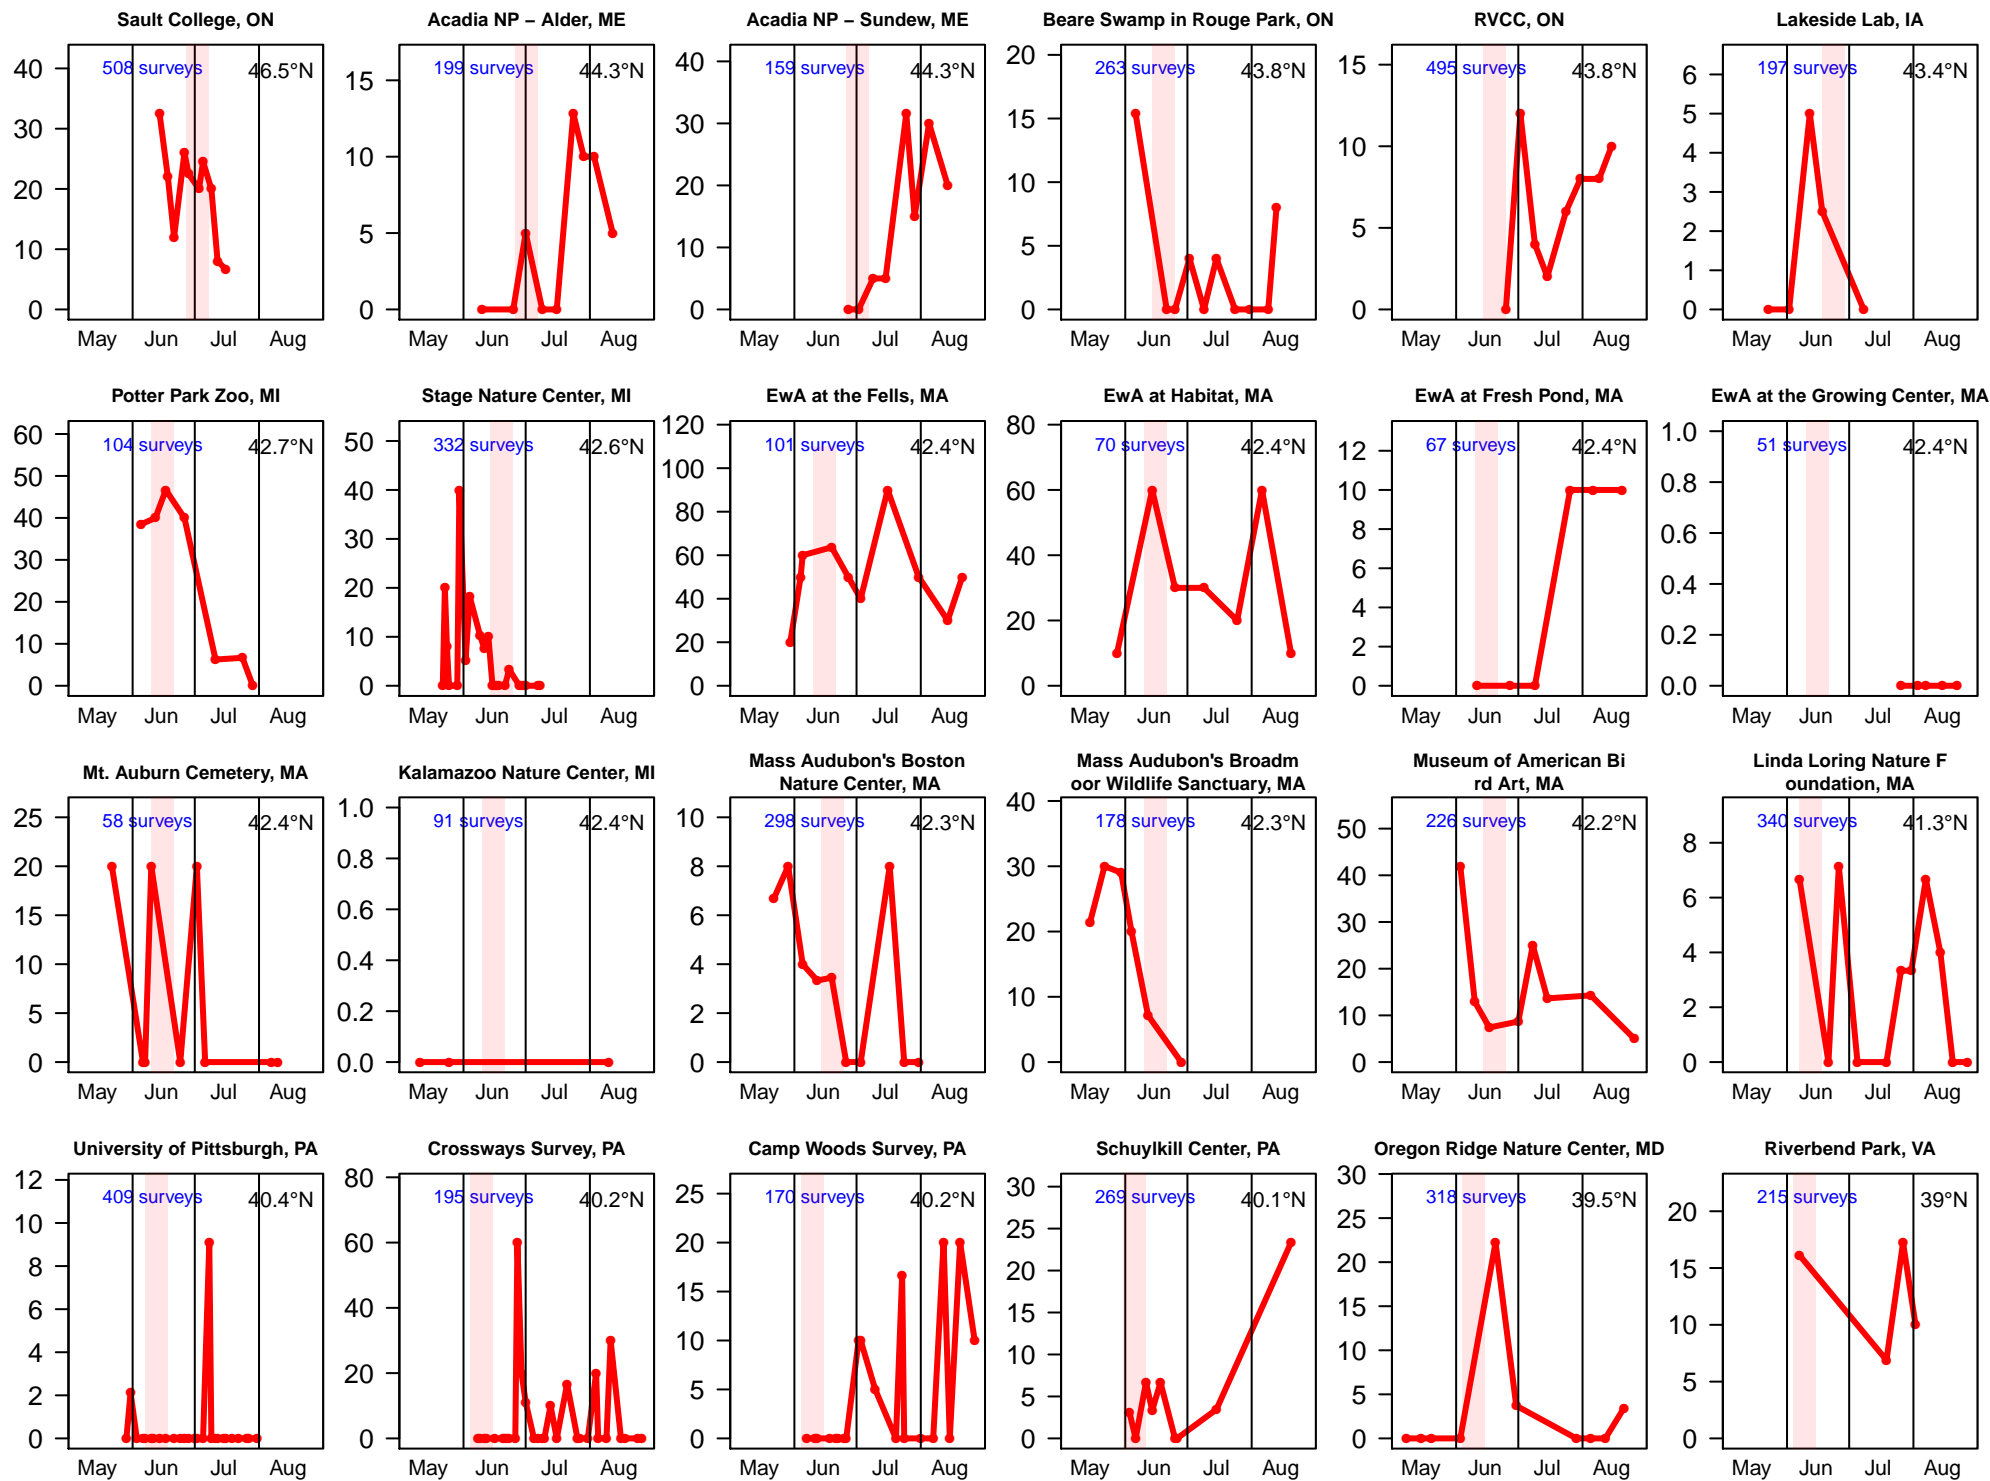 Sault College, ON
Acadia NP − Alder, ME
Acadia NP − Sundew, ME
Beare Swamp in Rouge Park, ON
RVCC, ON
Lakeside Lab, IA
508 surveys 46.5°N
199 surveys 44.3°N
159 surveys 44.3°N
263 surveys 43.8°N
495 surveys 43.8°N
197 surveys 43.4°N
40 30 20 10 0
15 10 5 0
40 30 20 10 0
20 15 10 5 0
15 10 5 0
6 5 4 3 2 1 0
May Jun Jul Aug
May Jun Jul Aug
May Jun Jul Aug
May Jun Jul Aug
May Jun Jul Aug
May Jun Jul Aug
Potter Park Zoo, MI
Stage Nature Center, MI
EwA at the Fells, MA
EwA at Habitat, MA
EwA at Fresh Pond, MA
EwA at the Growing Center, MA
104 surveys 42.7°N
332 surveys 42.6°N
101 surveys 42.4°N
70 surveys 42.4°N
67 surveys 42.4°N
51 surveys 42.4°N
60 50 40 30 20 10 0
50 40 30 20 10 0
120 100 80 60 40 20 0
80 60 40 20 0
12 10 8 6 4 2 0
1.0 0.8 0.6 0.4 0.2 0.0
May Jun Jul Aug
May Jun Jul Aug
May Jun Jul Aug
May Jun Jul Aug
May Jun Jul Aug
May Jun Jul Aug
Mt. Auburn Cemetery, MA
Kalamazoo Nature Center, MI
Mass Audubon's Boston
Nature Center, MA
Mass Audubon's Broadm
oor Wildlife Sanctuary, MA
Museum of American Bi
rd Art, MA
Linda Loring Nature F
oundation, MA
58 surveys 42.4°N
91 surveys 42.4°N
298 surveys 42.3°N
178 surveys 42.3°N
226 surveys 42.2°N
340 surveys 41.3°N
25 20 15 10 5 0
1.0 0.8 0.6 0.4 0.2 0.0
10 8 6 4 2 0
40 30 20 10 0
50 40 30 20 10 0
8 6 4 2 0
May Jun Jul Aug
May Jun Jul Aug
May Jun Jul Aug
May Jun Jul Aug
May Jun Jul Aug
May Jun Jul Aug
University of Pittsburgh, PA
Crossways Survey, PA
Camp Woods Survey, PA
Schuylkill Center, PA
Oregon Ridge Nature Center, MD
Riverbend Park, VA
409 surveys 40.4°N
195 surveys 40.2°N
170 surveys 40.2°N
269 surveys 40.1°N
318 surveys 39.5°N
215 surveys 39°N
12 10 8 6 4 2 0
80 60 40 20 0
25 20 15 10 5 0
30 25 20 15 10 5 0
30 25 20 15 10 5 0
20 15 10 5 0
May Jun Jul Aug
May Jun Jul Aug
May Jun Jul Aug
May Jun Jul Aug
May Jun Jul Aug
May Jun Jul Aug